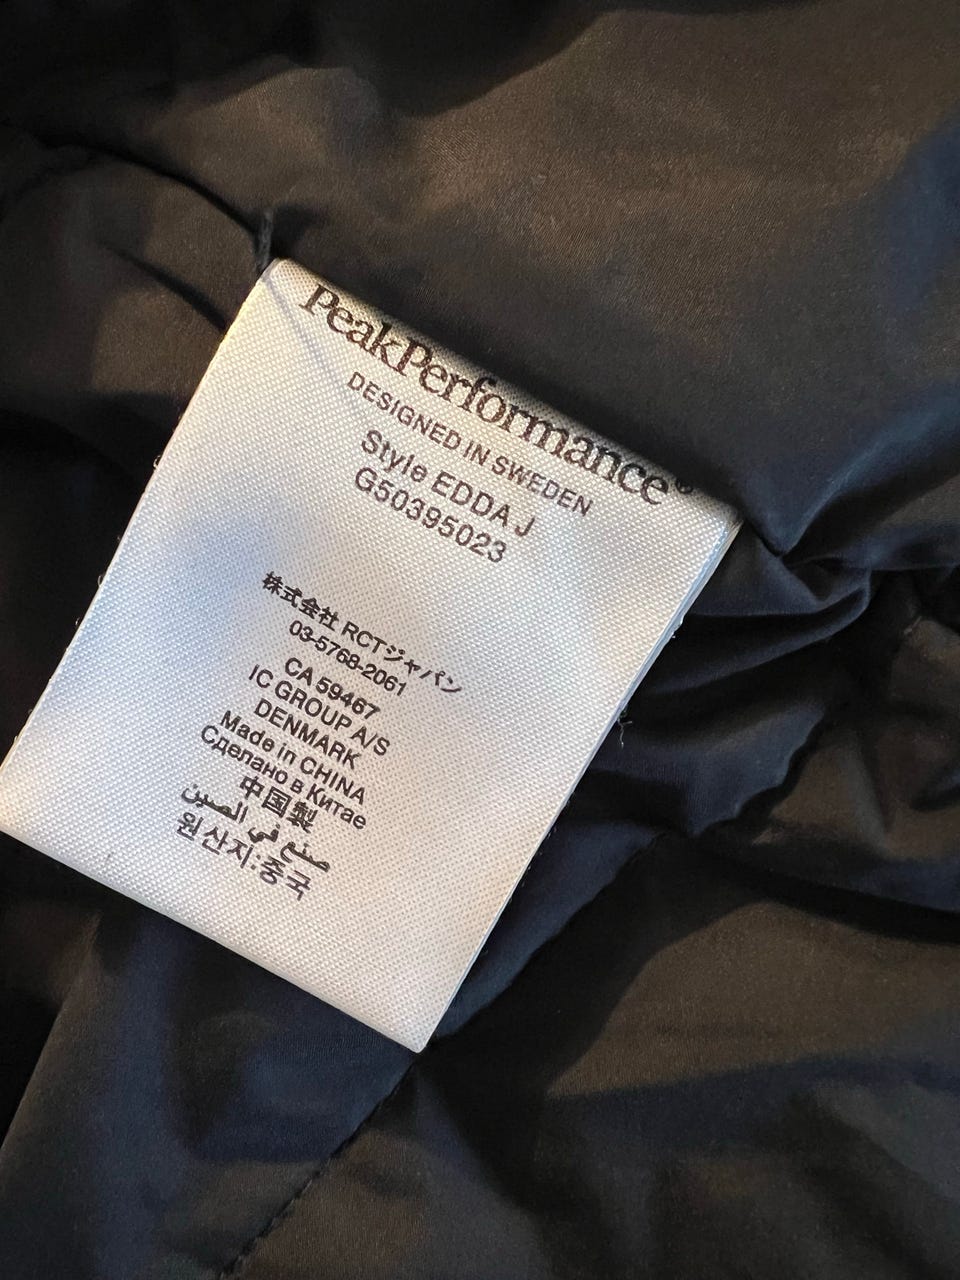 PeakPerformance®
DESIGNED IN SWEDEN
Style EDDA J
G50395023
株式会社 RCTジャパン
03-5768-2061
CA 59467
IC GROUP A/S
DENMARK
Made in CHINA
Сделано в Китае
中国製
صنع في الصين
원산지:중국